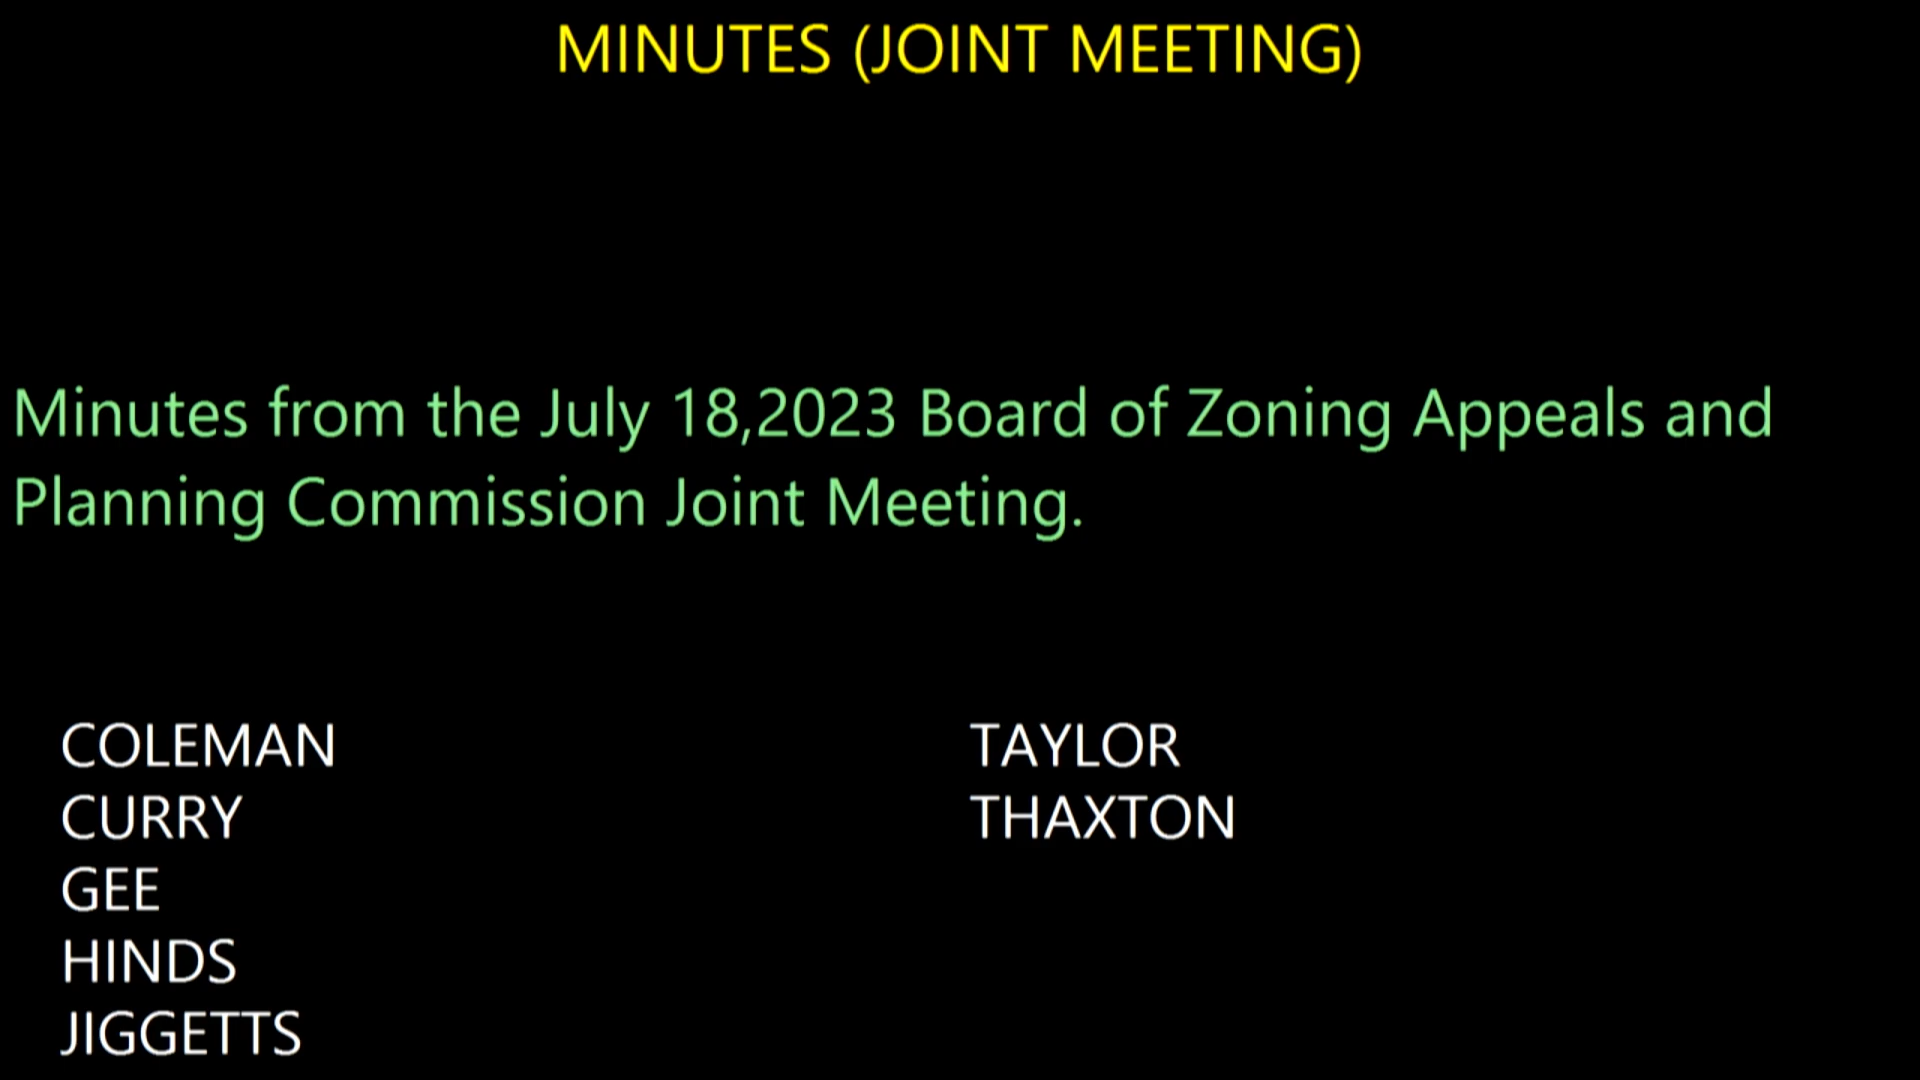 MINUTES (JOINT MEETING)
Minutes from the July 18,2023 Board of Zoning Appeals and
Planning Commission Joint Meeting.
COLEMAN
CURRY
GEE
HINDS
JIGGETTS
TAYLOR
THAXTON